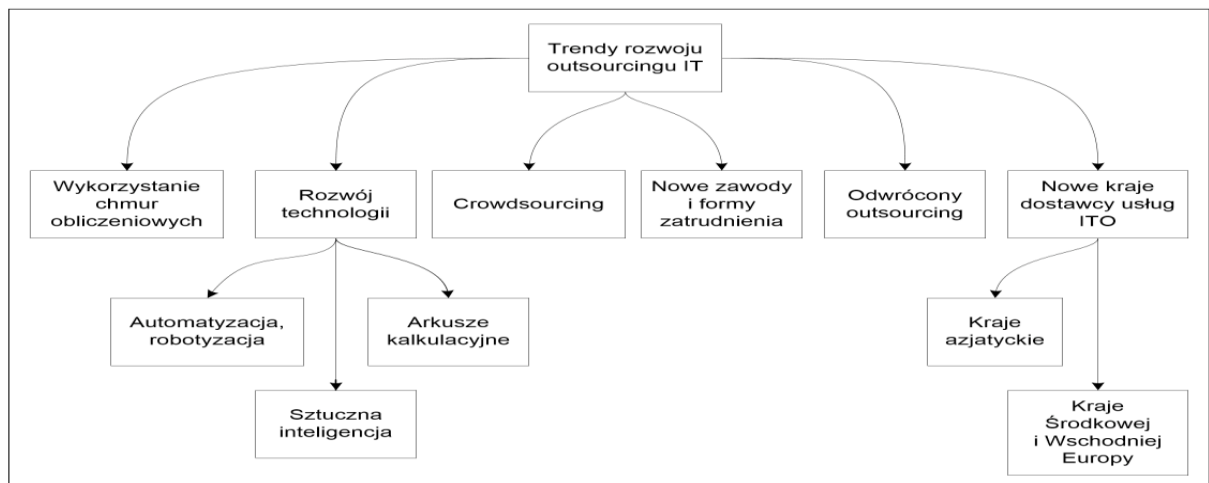 Trendy rozwoju
outsourcingu IT
Wykorzystanie
chmur
obliczeniowych
Rozwój
technologii
Crowdsourcing
Nowe zawody
i formy
zatrudnienia
Odwrócony
outsourcing
Nowe kraje
dostawcy usług
ITO
Automatyzacja,
robotyzacja
Arkusze
kalkulacyjne
Kraje
azjatyckie
Sztuczna
inteligencja
Kraje
Środkowej
i Wschodniej
Europy